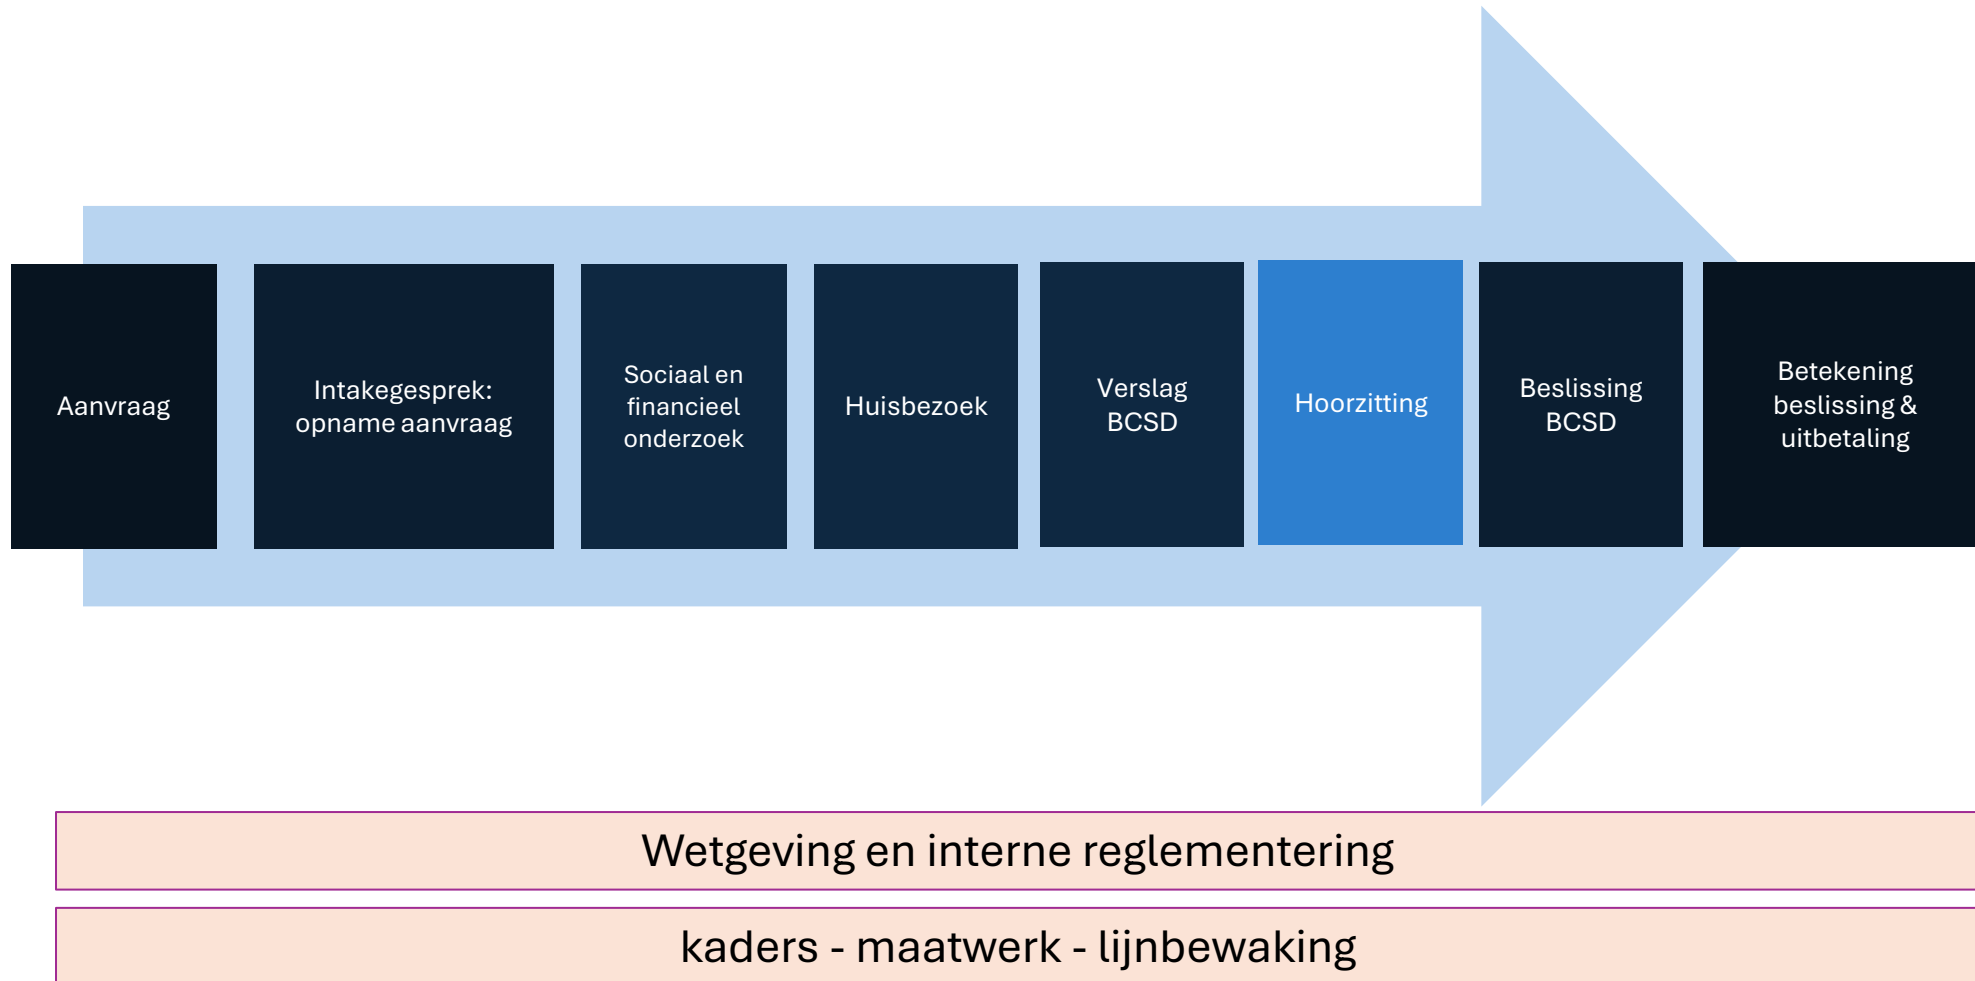 Aanvraag
Intakegesprek:
opname aanvraag
Sociaal en
financieel
onderzoek
Huisbezoek
Verslag
BCSD
Hoorzitting
Beslissing
BCSD
Betekening
beslissing &
uitbetaling
Wetgeving en interne reglementering
kaders - maatwerk - lijnbewaking